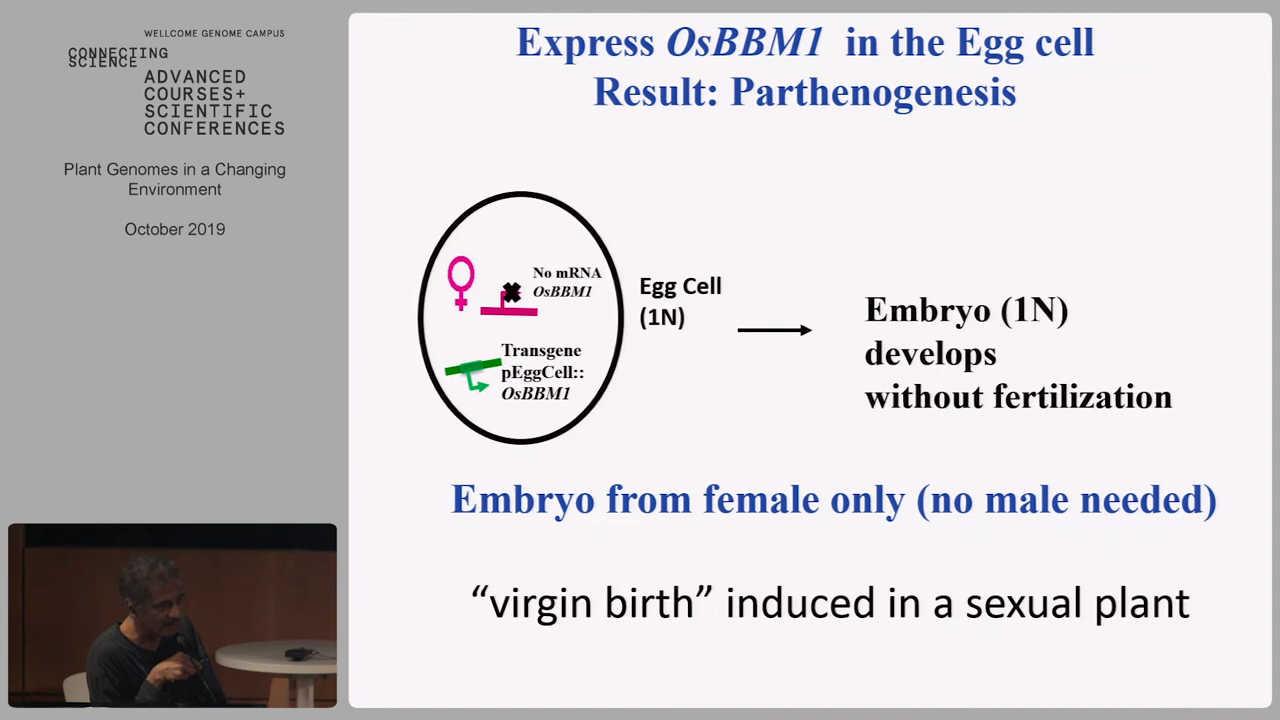 WELLCOME GENOME CAMPUS
CONNECTING
SCIENCE
ADVANCED
COURSES+
SCIENTIFIC
CONFERENCES
Plant Genomes in a Changing
Environment
October 2019
Express OsBBM1 in the Egg cell
Result: Parthenogenesis
No mRNA
OsBBM1
Egg Cell
(1N)
Transgene
pEggCell::
OsBBM1
Embryo (1N)
develops
without fertilization
Embryo from female only (no male needed)
“virgin birth” induced in a sexual plant